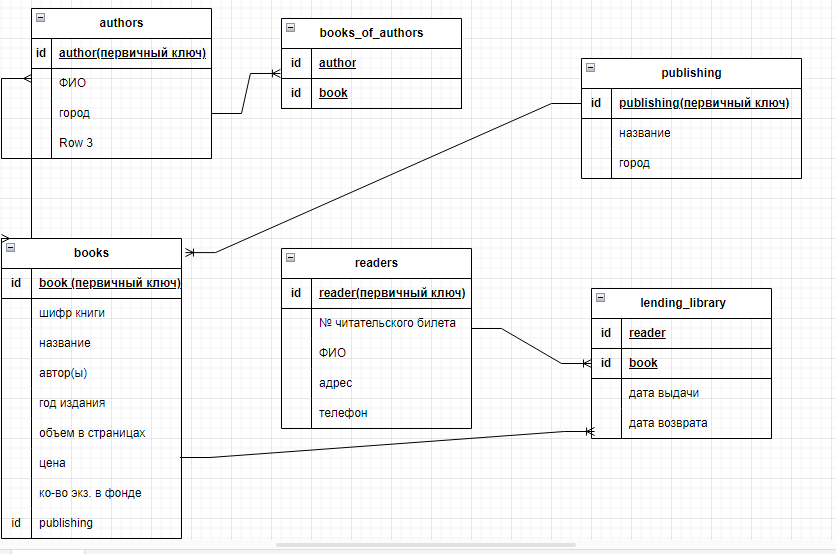 authors
id author(первичный ключ)
ФИО
город
Row 3
books_of_authors
id author
id book
publishing
id publishing(первичный ключ)
название
город
books
id book (первичный ключ)
шифр книги
название
автор(ы)
год издания
объем в страницах
цена
ко-во экз. в фонде
id publishing
readers
id reader(первичный ключ)
№ читательского билета
ФИО
адрес
телефон
lending_library
id reader
id book
дата выдачи
дата возврата